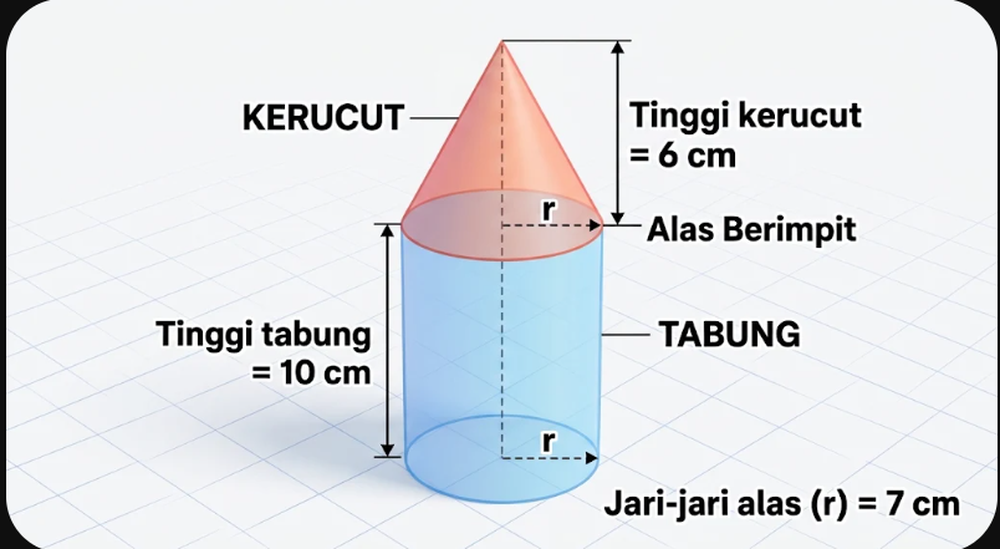 KERUCUT
Tinggi kerucut
= 6 cm
r
Alas Berimpit
Tinggi tabung
= 10 cm
TABUNG
r
Jari-jari alas (r) = 7 cm